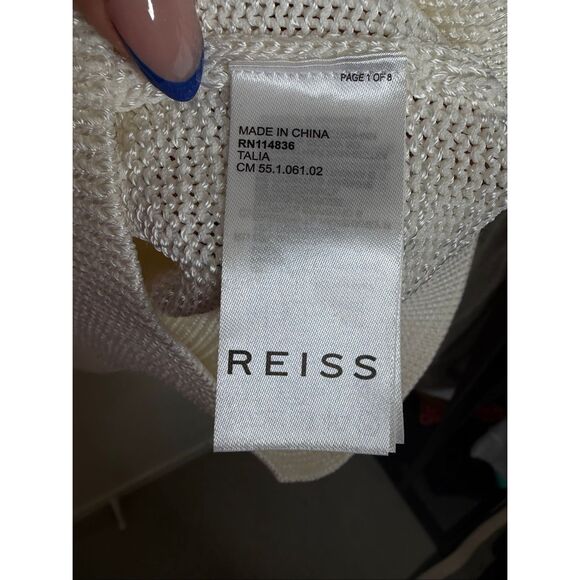 PAGE 1 OF 8
MADE IN CHINA
RN114836
TALIA
CM 55.1.061.02
REISS